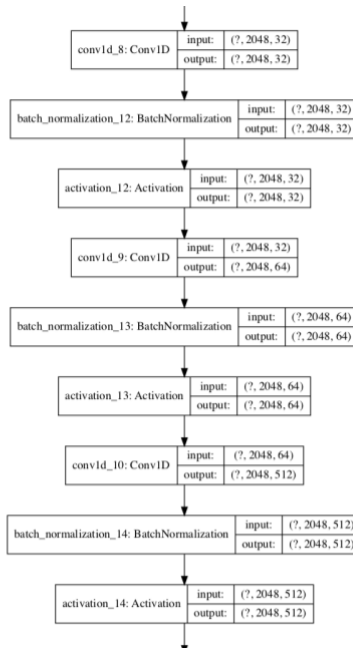 conv1d_8: Conv1D input: (?, 2048, 32)
output: (?, 2048, 32)
batch_normalization_12: BatchNormalization input: (?, 2048, 32)
output: (?, 2048, 32)
activation_12: Activation input: (?, 2048, 32)
output: (?, 2048, 32)
conv1d_9: Conv1D input: (?, 2048, 32)
output: (?, 2048, 64)
batch_normalization_13: BatchNormalization input: (?, 2048, 64)
output: (?, 2048, 64)
activation_13: Activation input: (?, 2048, 64)
output: (?, 2048, 64)
conv1d_10: Conv1D input: (?, 2048, 64)
output: (?, 2048, 512)
batch_normalization_14: BatchNormalization input: (?, 2048, 512)
output: (?, 2048, 512)
activation_14: Activation input: (?, 2048, 512)
output: (?, 2048, 512)